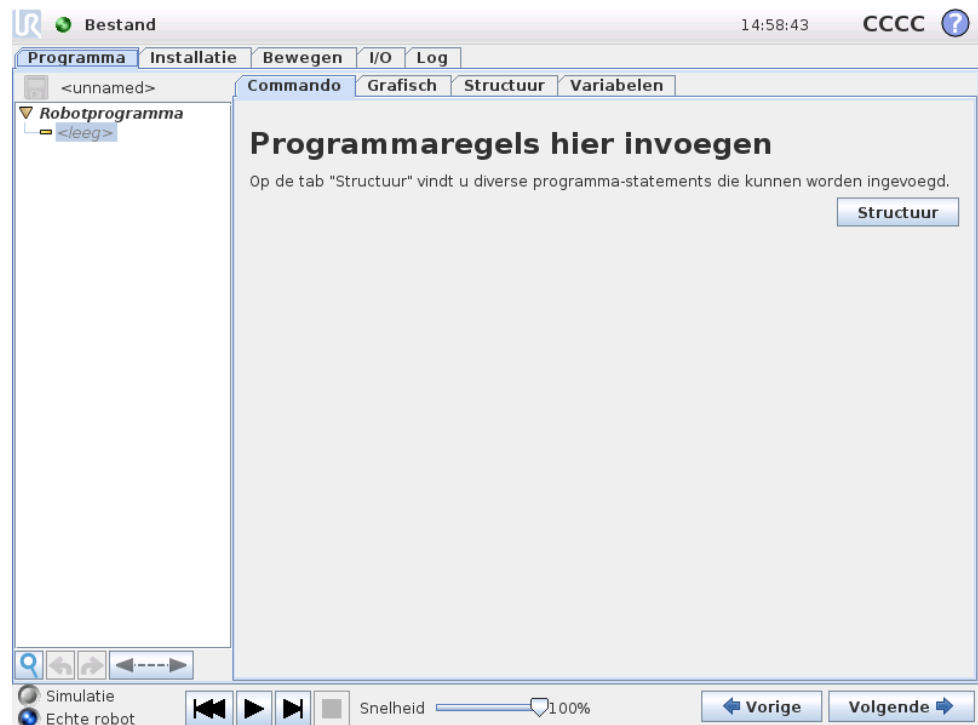 UR Bestand 14:58:43 CCCC ?
Programma Installatie Bewegen I/O Log
<unnamed>
Commando Grafisch Structuur Variabelen
Robotprogramma
<leeg>
Programmaregels hier invoegen
Op de tab "Structuur" vindt u diverse programma-statements die kunnen worden ingevoegd.
Structuur
Simulatie
Echte robot
Snelheid 100%
Vorige Volgende